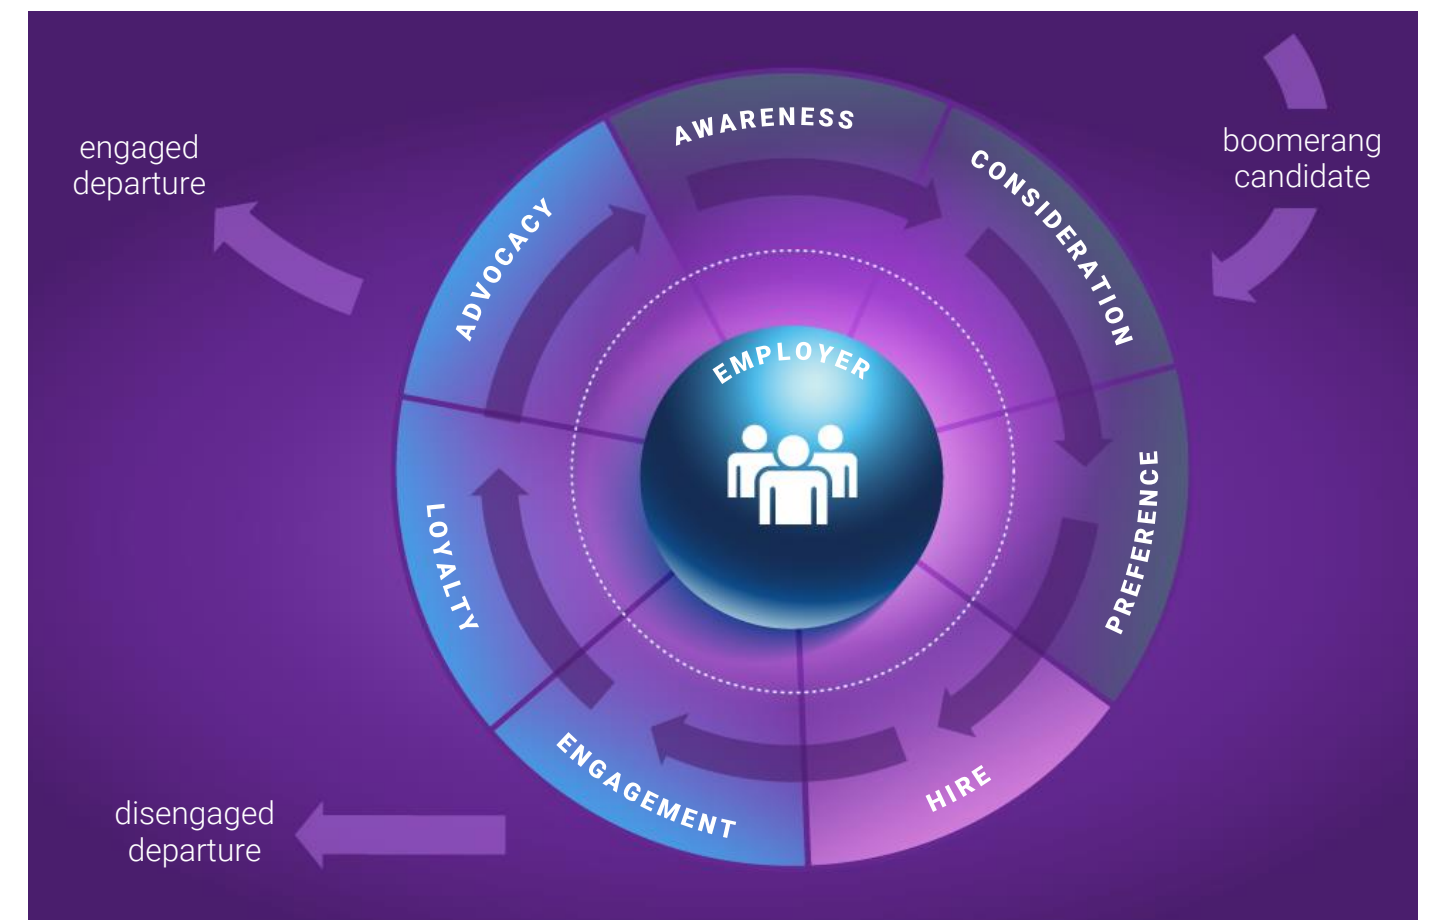 AWARENESS
CONSIDERATION
PREFERENCE
HIRE
ENGAGEMENT
LOYALTY
ADVOCACY
EMPLOYER
engaged
departure
boomerang
candidate
disengaged
departure